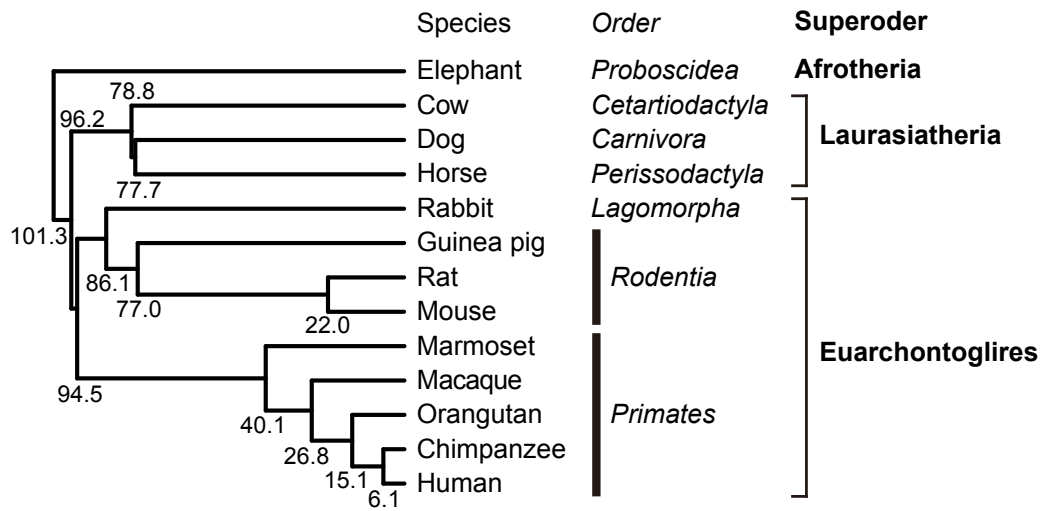 Species Order Superoder
Elephant Proboscidea Afrotheria
78.8
Cow Cetartiodactyla
96.2
Dog Carnivora Laurasiatheria
Horse Perissodactyla
77.7
Rabbit Lagomorpha
101.3
Guinea pig
86.1
Rat Rodentia
77.0
Mouse
22.0
Marmoset Euarchontoglires
Macaque
94.5
Orangutan Primates
40.1
Chimpanzee
26.8
15.1
Human
6.1